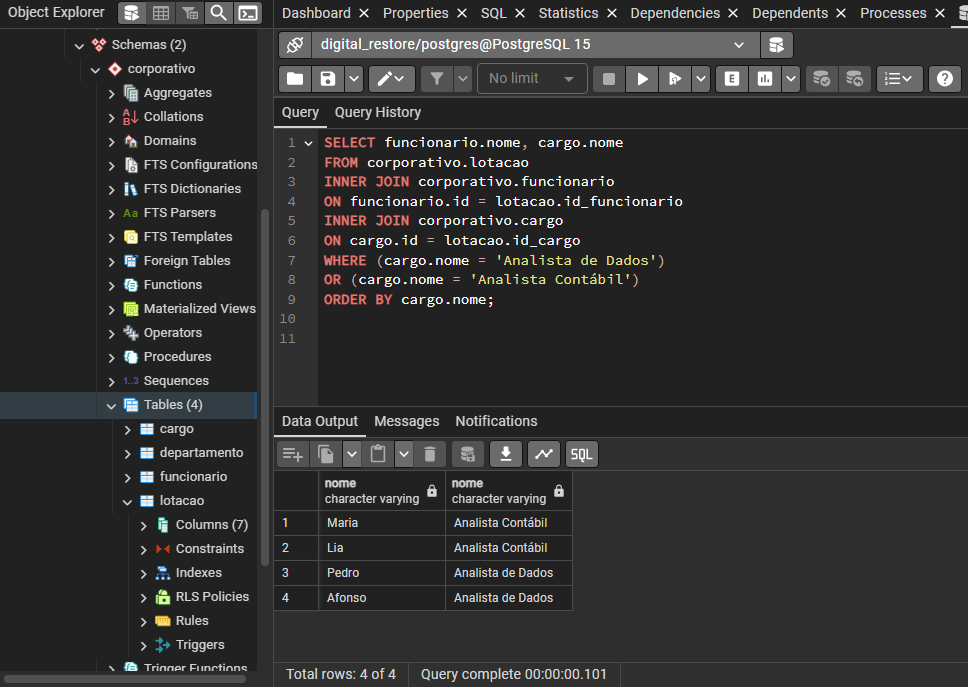 Object Explorer
Dashboard
Properties
SQL
Statistics
Dependencies
Dependents
Processes
Schemas (2)
corporativo
Aggregates
Collations
Domains
FTS Configurations
FTS Dictionaries
Aa FTS Parsers
FTS Templates
Foreign Tables
Functions
Materialized Views
Operators
Procedures
1..3 Sequences
Tables (4)
cargo
departamento
funcionario
lotacao
Columns (7)
Constraints
Indexes
RLS Policies
Rules
Triggers
Trigger Functions
digital_restore/postgres@PostgreSQL 15
No limit
E
Query Query History
1 SELECT funcionario.nome, cargo.nome
2 FROM corporativo.lotacao
3 INNER JOIN corporativo.funcionario
4 ON funcionario.id = lotacao.id_funcionario
5 INNER JOIN corporativo.cargo
6 ON cargo.id = lotacao.id_cargo
7 WHERE (cargo.nome = 'Analista de Dados')
8 OR (cargo.nome = 'Analista Contábil')
9 ORDER BY cargo.nome;
10
11
Data Output Messages Notifications
SQL
nome nome
character varying character varying
1 Maria Analista Contábil
2 Lia Analista Contábil
3 Pedro Analista de Dados
4 Afonso Analista de Dados
Total rows: 4 of 4 Query complete 00:00:00.101